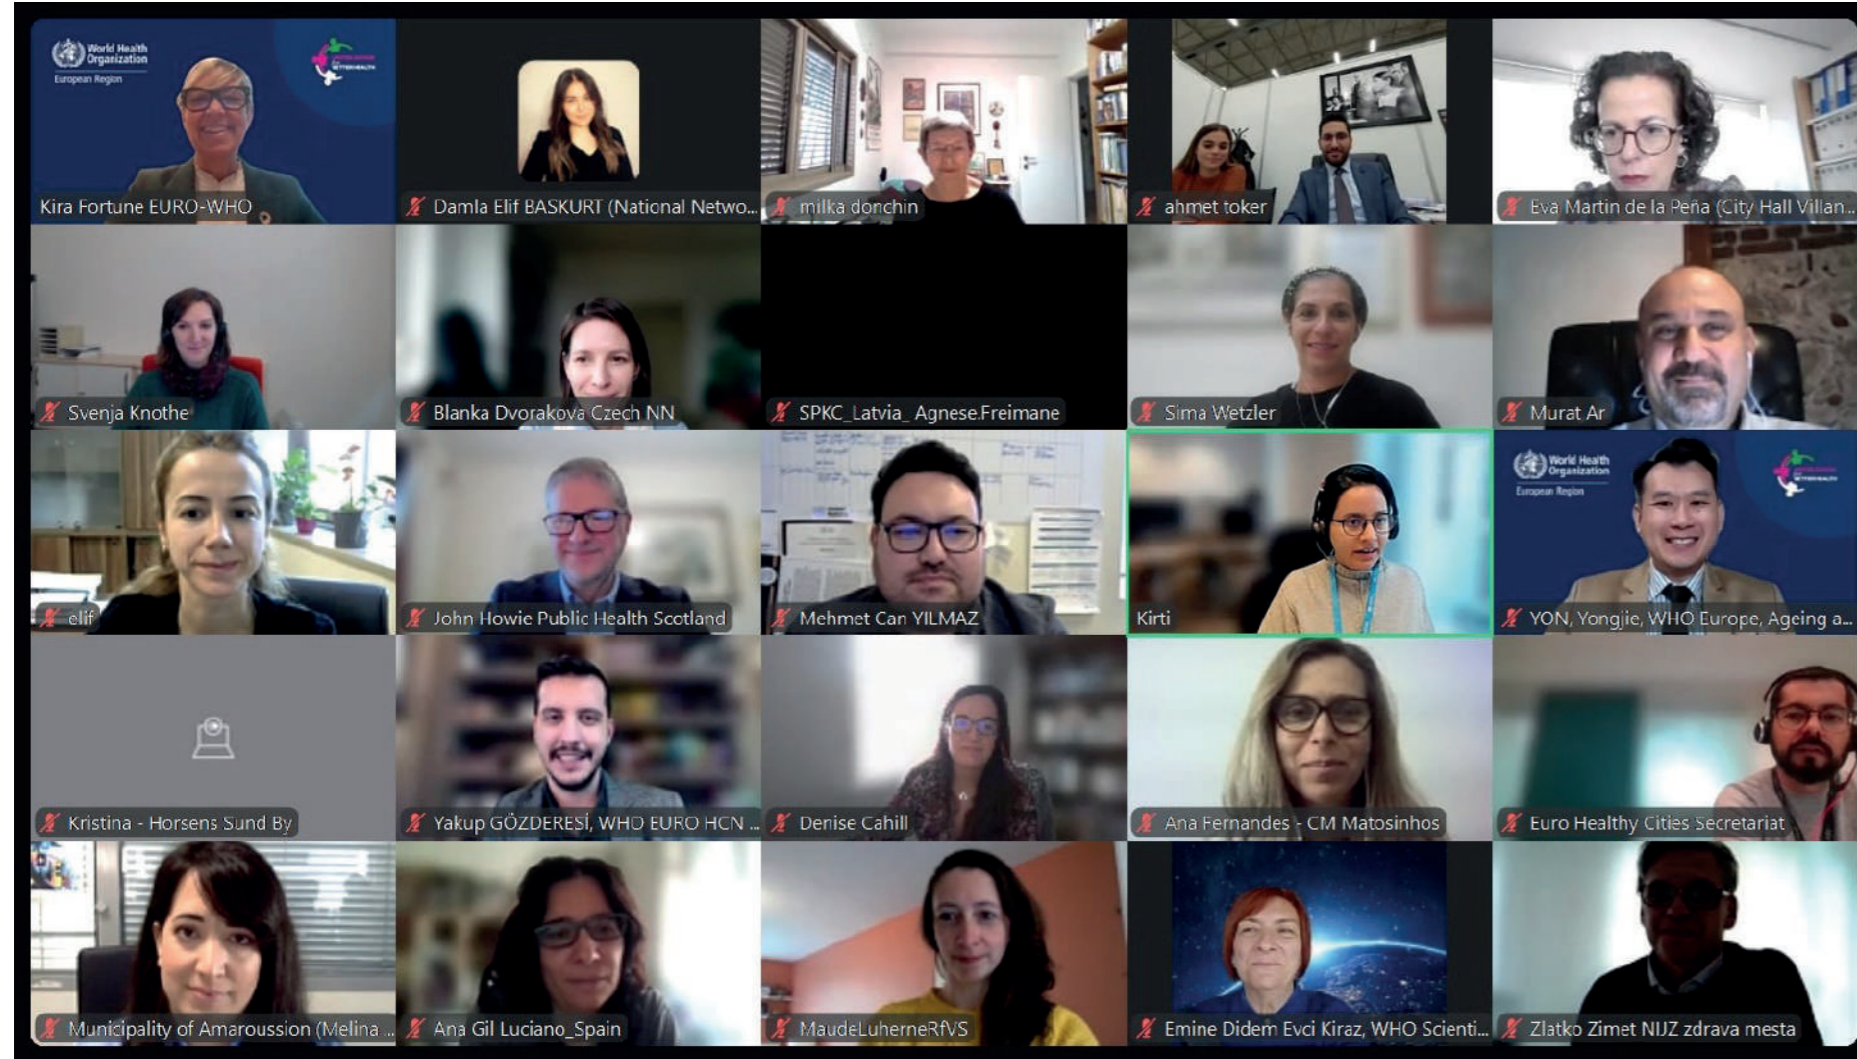 World Health
Organization
European Region
Kira Fortune EURO-WHO
Damla Elif BASKURT (National Netwo...
milka donchin
ahmet toker
Eva Martin de la Peña (City Hall Villan...
Svenja Knothe
Blanka Dvorakova Czech NN
SPKC_Latvia_ Agnese.Freimane
Sima Wetzler
Murat Ar
World Health
Organization
European Region
elif
John Howie Public Health Scotland
Mehmet Can YILMAZ
Kirti
YON, Yongjie, WHO Europe, Ageing a...
Kristina - Horsens Sund By
Yakup GÖZDERESİ, WHO EURO HCN ...
Denise Cahill
Ana Fernandes - CM Matosinhos
Euro Healthy Cities Secretariat
Municipality of Amaroussion (Melina ...
Ana Gil Luciano_Spain
MaudeLuherneRfVS
Emine Didem Evci Kiraz, WHO Scienti...
Zlatko Zimet NIJZ zdrava mesta